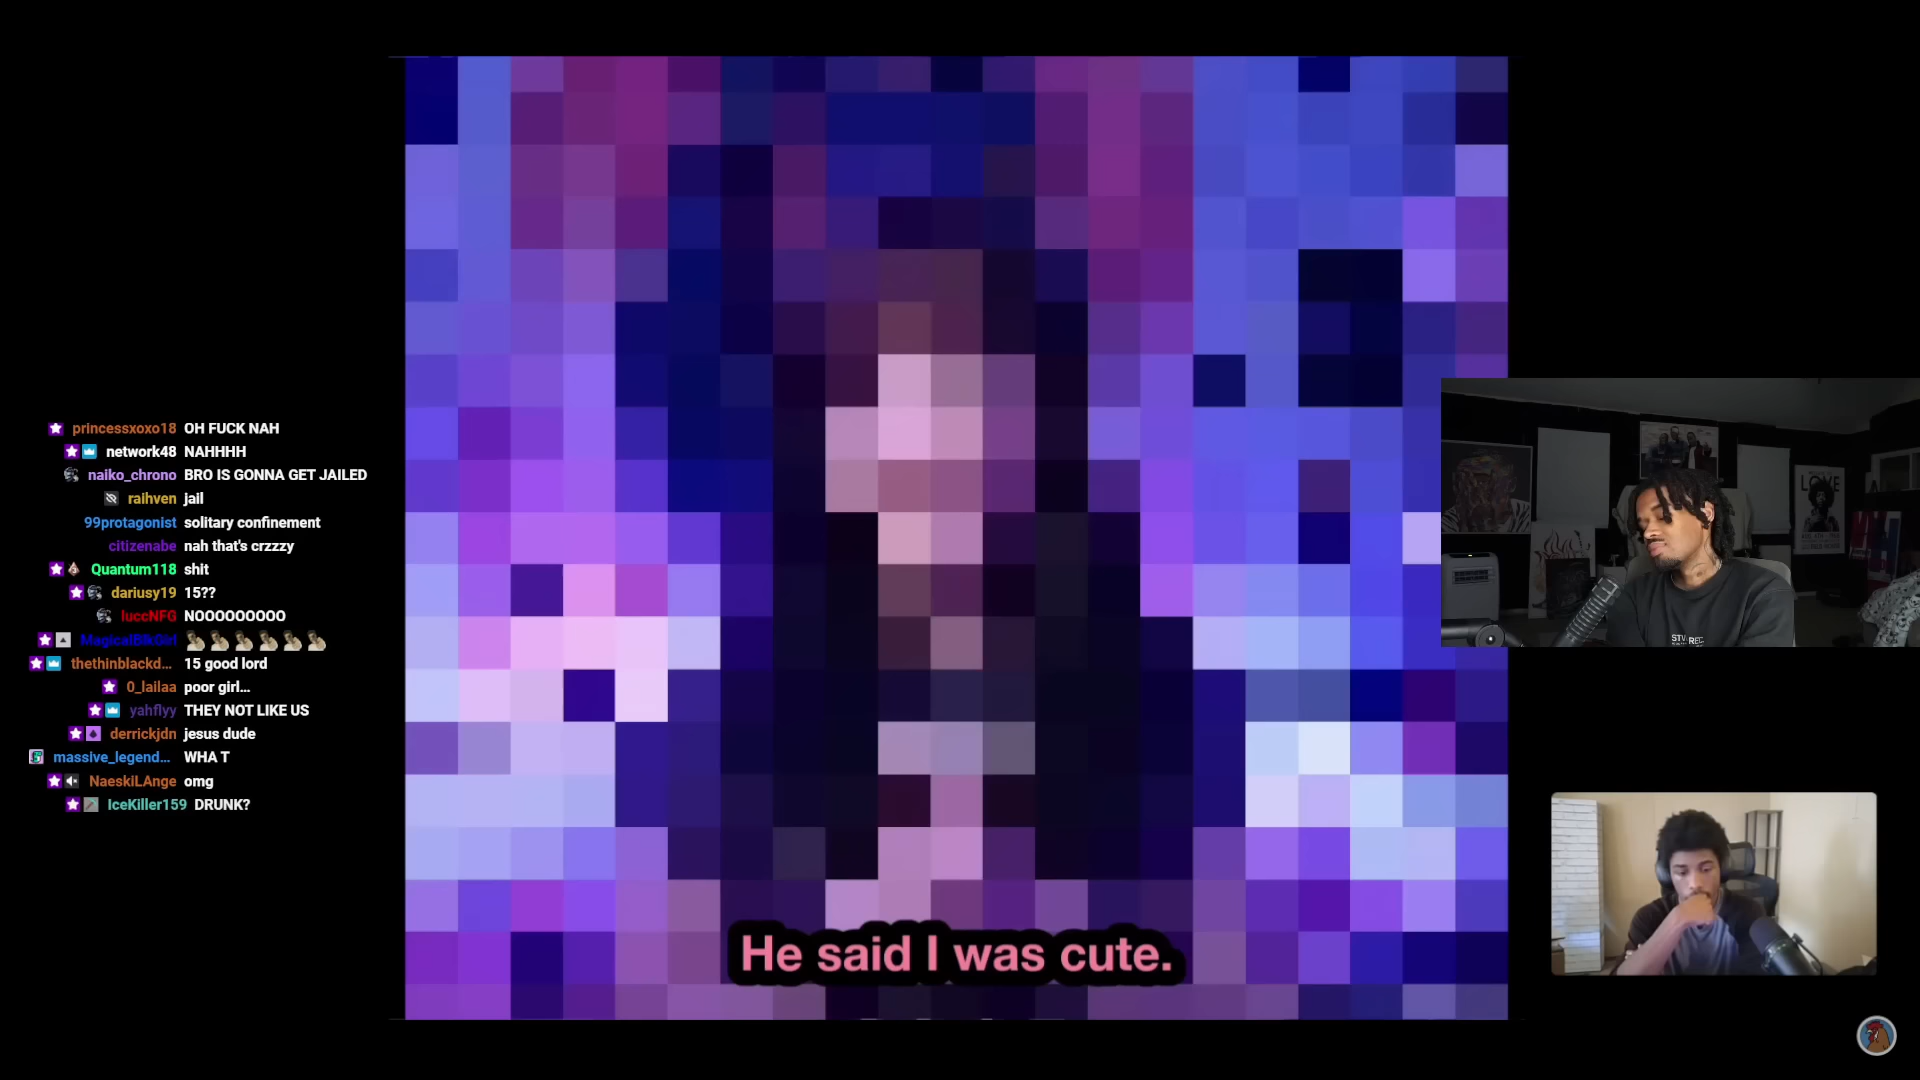 princessxoxo18 OH FUCK NAH
network48 NAHHHH
naiko_chrono BRO IS GONNA GET JAILED
raihven jail
99protagonist solitary confinement
citizenabe nah that's crzzzy
Quantum118 shit
dariusy19 15??
luccNFG NOOOOOOOOO
MagicalBlkGirl
thethinblackd... 15 good lord
0_lailaa poor girl...
yahflyy THEY NOT LIKE US
derrickjdn jesus dude
massive_legend... WHA T
NaeskiLAnge omg
IceKiller159 DRUNK?
LOVE
He said I was cute.